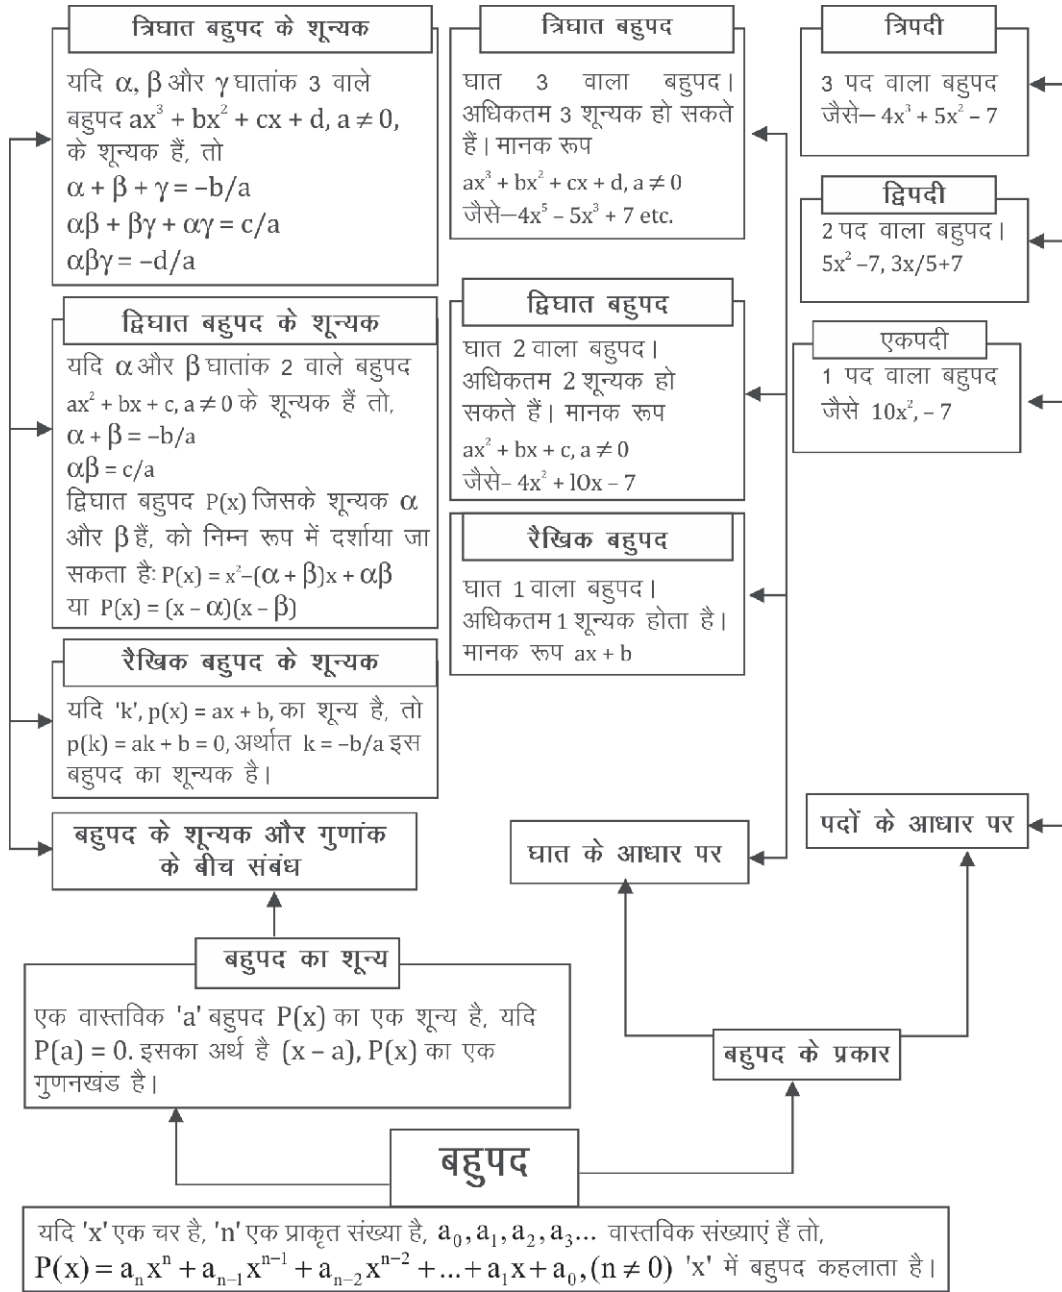 त्रिघात बहुपद के शून्यक
यदि α, β और γ घातांक 3 वाले
बहुपद ax³ + bx² + cx + d, a ≠ 0,
के शून्यक हैं, तो
α + β + γ = –b/a
αβ + βγ + αγ = c/a
αβγ = –d/a
द्विघात बहुपद के शून्यक
यदि α और β घातांक 2 वाले बहुपद
ax² + bx + c, a ≠ 0 के शून्यक हैं तो,
α + β = –b/a
αβ = c/a
द्विघात बहुपद P(x) जिसके शून्यक α
और β हैं, को निम्न रूप में दर्शाया जा
सकता है: P(x) = x²–(α + β)x + αβ
या P(x) = (x – α)(x – β)
रैखिक बहुपद के शून्यक
यदि 'k', p(x) = ax + b, का शून्य है, तो
p(k) = ak + b = 0, अर्थात k = –b/a इस
बहुपद का शून्यक है।
बहुपद के शून्यक और गुणांक
के बीच संबंध
त्रिघात बहुपद
घात 3 वाला बहुपद।
अधिकतम 3 शून्यक हो सकते
हैं। मानक रूप
ax³ + bx² + cx + d, a ≠ 0
जैसे—4x⁵ – 5x³ + 7 etc.
द्विघात बहुपद
घात 2 वाला बहुपद।
अधिकतम 2 शून्यक हो
सकते हैं। मानक रूप
ax² + bx + c, a ≠ 0
जैसे– 4x² + lOx – 7
रैखिक बहुपद
घात 1 वाला बहुपद।
अधिकतम 1 शून्यक होता है।
मानक रूप ax + b
घात के आधार पर
त्रिपदी
3 पद वाला बहुपद
जैसे— 4x³ + 5x² – 7
द्विपदी
2 पद वाला बहुपद।
5x² –7, 3x/5+7
एकपदी
1 पद वाला बहुपद
जैसे 10x², – 7
पदों के आधार पर
बहुपद का शून्य
एक वास्तविक 'a' बहुपद P(x) का एक शून्य है, यदि
P(a) = 0. इसका अर्थ है (x – a), P(x) का एक
गुणनखंड है।
बहुपद के प्रकार
बहुपद
यदि 'x' एक चर है, 'n' एक प्राकृत संख्या है, a₀, a₁, a₂, a₃... वास्तविक संख्याएं हैं तो,
P(x) = aₙxⁿ + aₙ₋₁xⁿ⁻¹ + aₙ₋₂xⁿ⁻² + ... + a₁x + a₀, (n ≠ 0) 'x' में बहुपद कहलाता है।